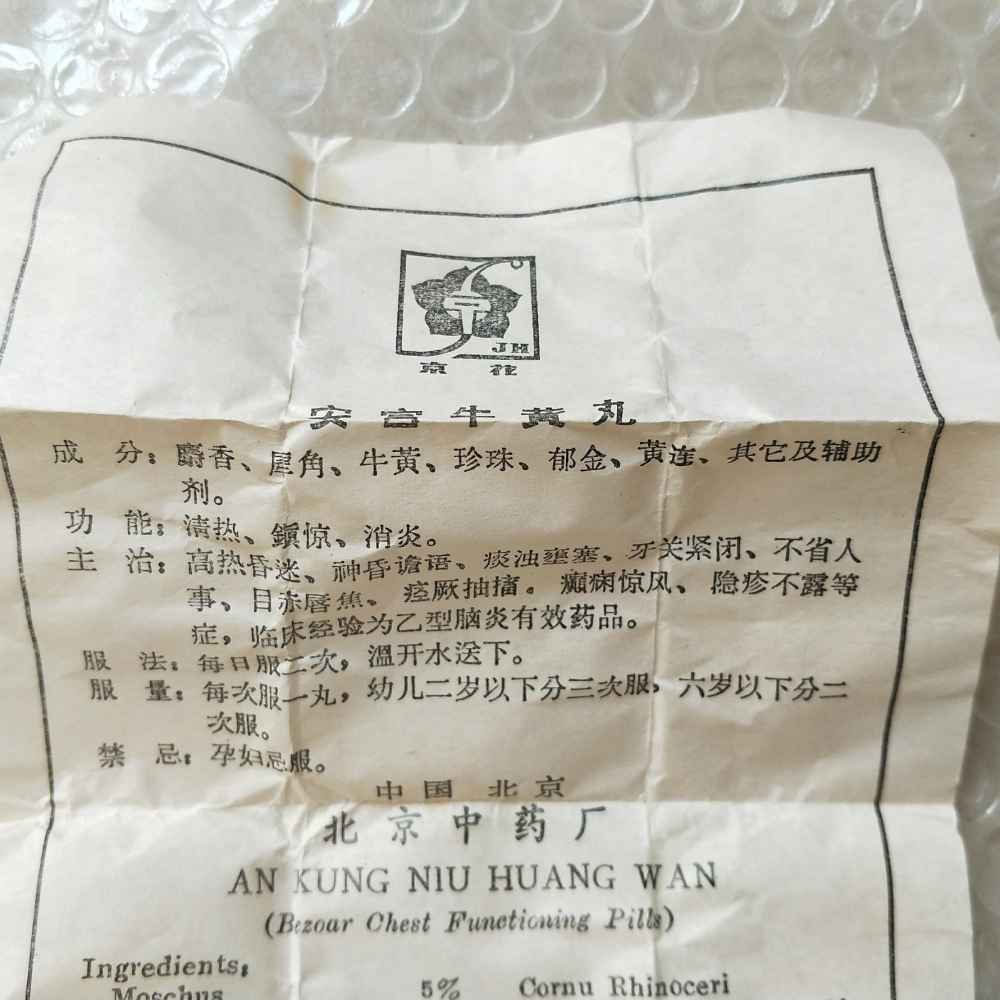 JH
京花
安宫牛黄丸
成 分：麝香、犀角、牛黄、珍珠、郁金、黄连、其它及辅助
剂。
功 能：清热、鎮惊、消炎。
主 治：高热昏迷、神昏谵语、痰浊壅塞、牙关紧闭、不省人
事、目赤唇焦、痉厥抽搐。癫痫惊风、隐疹不露等
症，临床经验为乙型脑炎有效药品。
服 法：每日服二次，温开水送下。
服 量：每次服一丸，幼儿二岁以下分三次服，六岁以下分二
次服。
禁 忌：孕妇忌服。
中国 北京
北京中药厂
AN KUNG NIU HUANG WAN
(Bezoar Chest Functioning Pills)
Ingredients:
Moschus 5% Cornu Rhinoceri